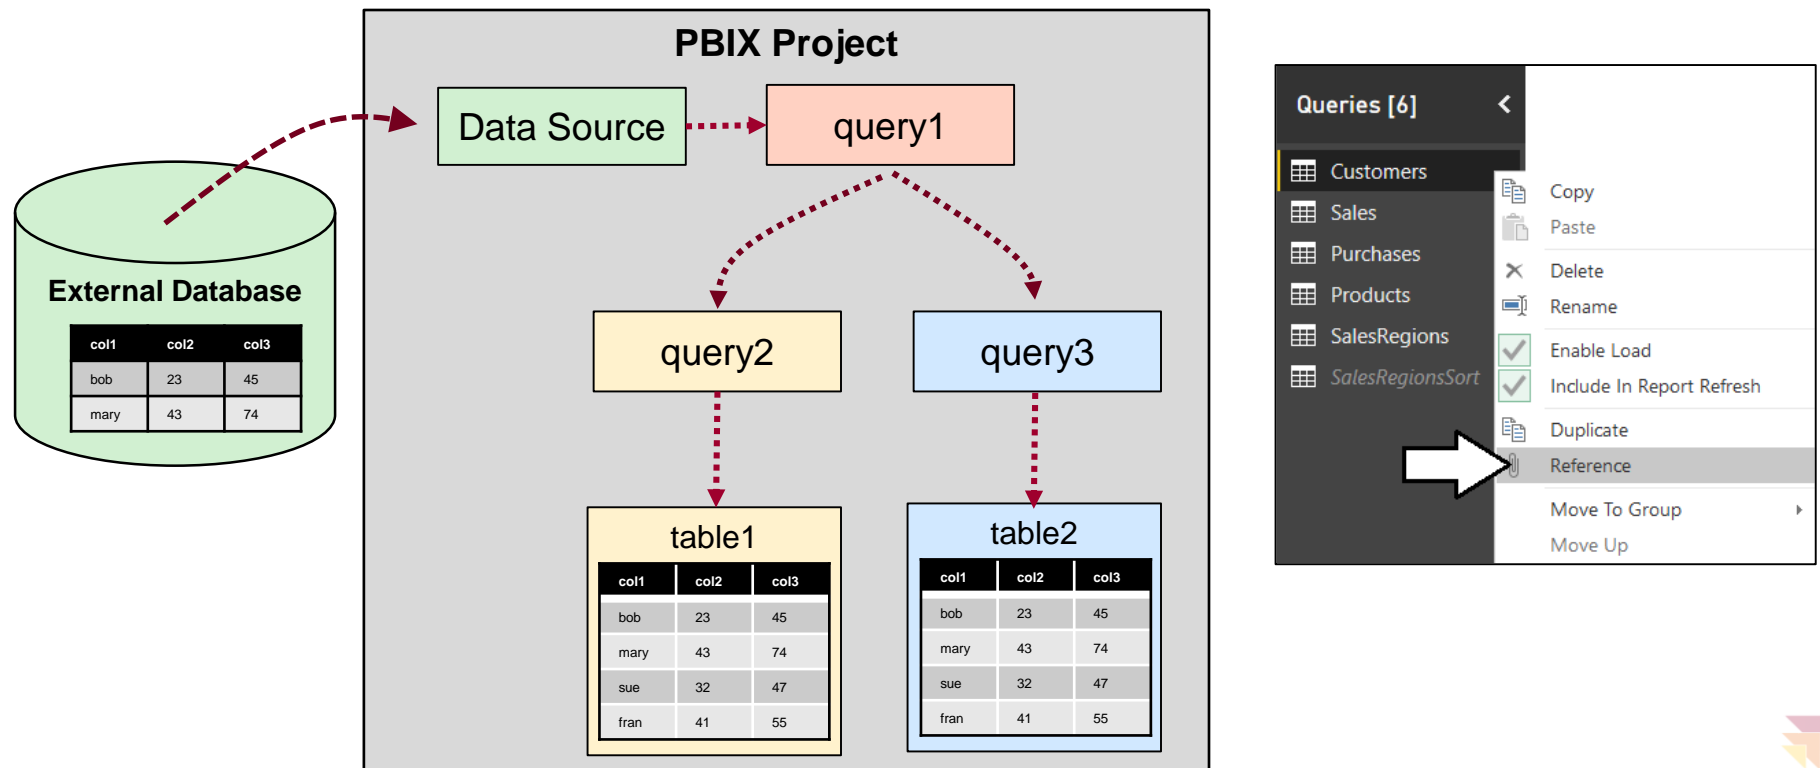 PBIX Project
Data Source
query1
External Database
col1 col2 col3
bob 23 45
mary 43 74
query2
query3
table1
col1 col2 col3
bob 23 45
mary 43 74
sue 32 47
fran 41 55
table2
col1 col2 col3
bob 23 45
mary 43 74
sue 32 47
fran 41 55
Queries [6]
Customers
Sales
Purchases
Products
SalesRegions
SalesRegionsSort
Copy
Paste
Delete
Rename
Enable Load
Include In Report Refresh
Duplicate
Reference
Move To Group
Move Up